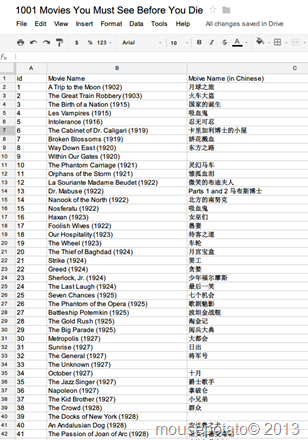 1001 Movies You Must See Before You Die
File Edit View Insert Format Data Tools Help All changes saved in Drive
$ % 123 Arial 10 B I S A
fx
A B C
1 id Movie Name Moive Name (in Chinese)
2 1 A Trip to the Moon (1902) 月球之旅
3 2 The Great Train Robbery (1903) 火车大盗
4 3 The Birth of a Nation (1915) 国家的诞生
5 4 Les Vampires (1915) 吸血鬼
6 5 Intolerance (1916) 忍无可忍
7 6 The Cabinet of Dr. Caligari (1919) 卡里加利博士的小屋
8 7 Broken Blossoms (1919) 娇花溅血
9 8 Way Down East (1920) 东方之路
10 9 Within Our Gates (1920)
11 10 The Phantom Carriage (1921) 灵幻马车
12 11 Orphans of the Storm (1921)
13 12 La Souriante Madame Beudet (1922) 微笑的布迪夫人
14 13 Dr. Mabuse (1922) Parts 1 and 2 马布斯博士
15 14 Nanook of the North (1922) 北方的南努克
16 15 Nosferatu (1922) 吸血鬼
17 16 Haxan (1923) 女巫们
18 17 Foolish Wives (1922) 愚妻
19 18 Our Hospitality (1923) 待客之道
20 19 The Wheel (1923) 车轮
21 20 The Thief of Bagdad (1924) 月宫宝盒
22 21 Strike (1924) 罢工
23 22 Greed (1924) 贪婪
24 23 Sherlock, Jr. (1924) 少年福尔摩斯
25 24 The Last Laugh (1924) 最后一笑
26 25 Seven Chances (1925) 七个机会
27 26 The Phantom of the Opera (1925) 歌剧魅影
28 27 Battleship Potemkin (1925) 波坦金战舰
29 28 The Gold Rush (1925) 淘金记
30 29 The Big Parade (1925) 阅兵大典
31 30 Metropolis (1927) 大都会
32 31 Sunrise (1927) 日出
33 32 The General (1927) 将军号
34 33 The Unknown (1927)
35 34 October (1927) 十月
36 35 The Jazz Singer (1927) 爵士歌手
37 36 Napoleon (1927) 拿破仑
38 37 The Kid Brother (1927) 小兄弟
39 38 The Crowd (1928) 群众
40 39 The Docks of New York (1928)
41 40 An Andalusian Dog (1928)
42 41 The Passion of Joan of Arc (1928)
mousepotato© 2013